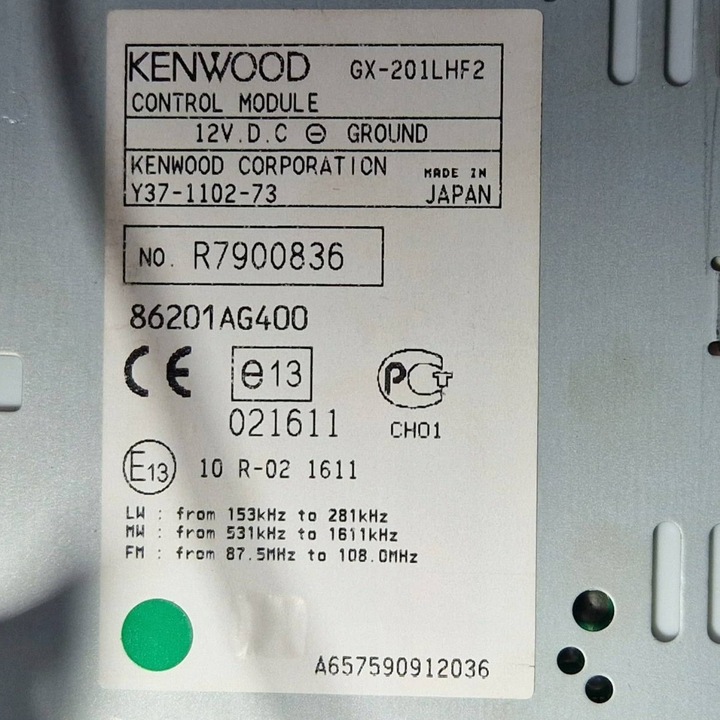 KENWOOD GX-201LHF2
CONTROL MODULE
12V.D.C ⊖ GROUND
KENWOOD CORPORATION MADE IN
Y37-1102-73 JAPAN
NO. R7900836
86201AG400
CE e13 PCT
021611 CH01
E13 10 R-02 1611
LW : from 153kHz to 281kHz
MW : from 531kHz to 1611kHz
FM : from 87.5MHz to 108.0MHz
A657590912036